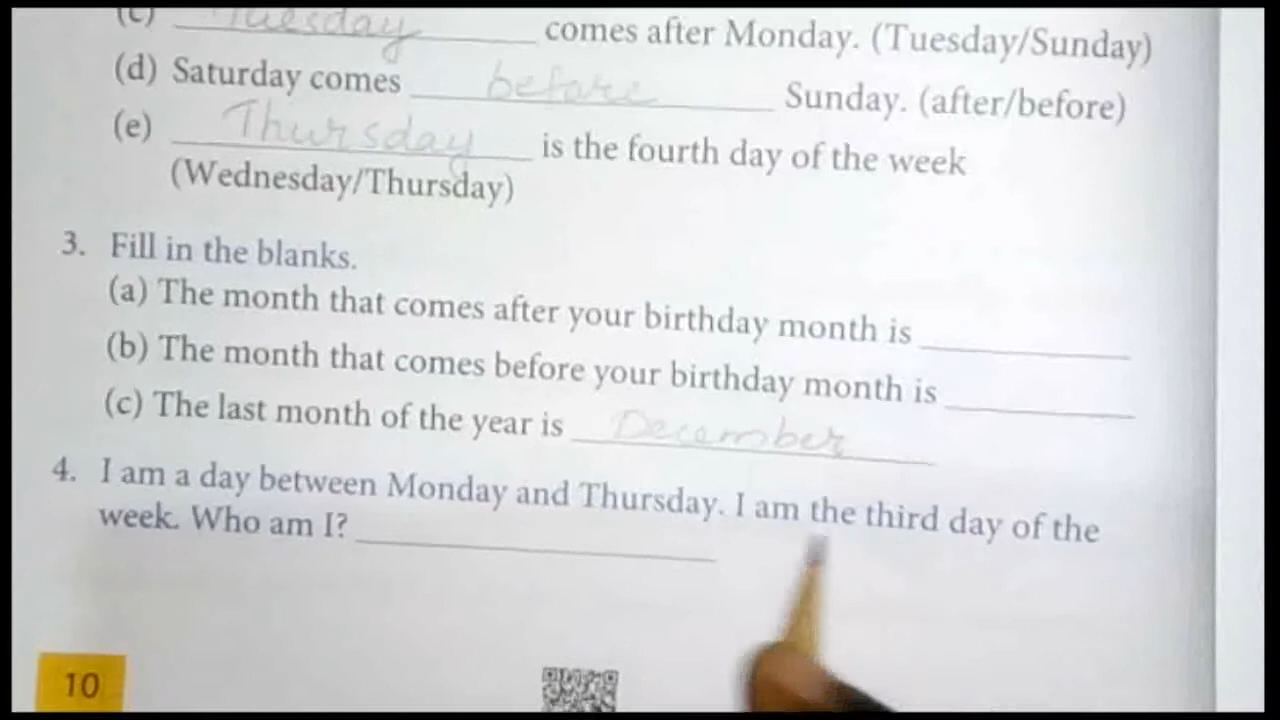 (c) Tuesday comes after Monday. (Tuesday/Sunday)
(d) Saturday comes before Sunday. (after/before)
(e) Thursday is the fourth day of the week
(Wednesday/Thursday)
3. Fill in the blanks.
(a) The month that comes after your birthday month is
(b) The month that comes before your birthday month is
(c) The last month of the year is December
4. I am a day between Monday and Thursday. I am the third day of the
week. Who am I?
10